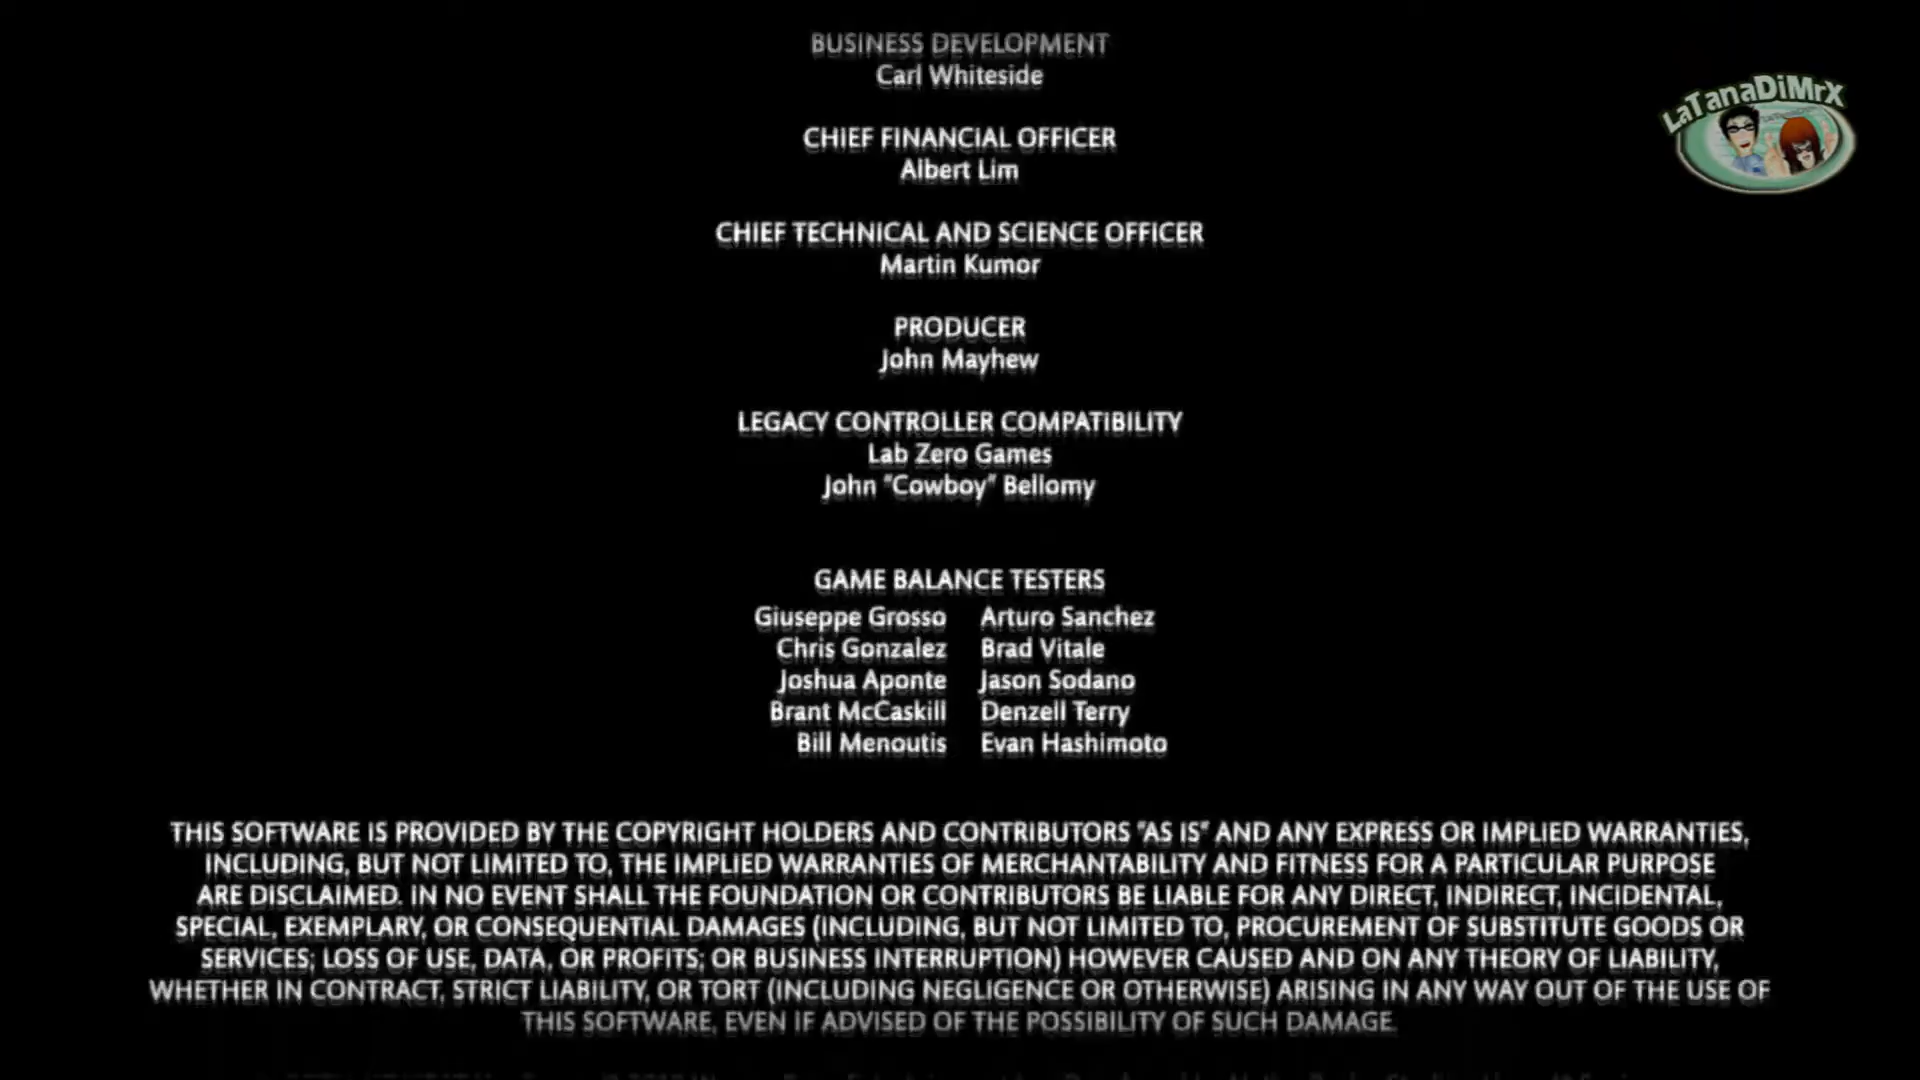 BUSINESS DEVELOPMENT
Carl Whiteside
LaTanaDiMrX
CHIEF FINANCIAL OFFICER
Albert Lim
CHIEF TECHNICAL AND SCIENCE OFFICER
Martin Kumor
PRODUCER
John Mayhew
LEGACY CONTROLLER COMPATIBILITY
Lab Zero Games
John "Cowboy" Bellomy
GAME BALANCE TESTERS
Giuseppe Grosso Arturo Sanchez
Chris Gonzalez Brad Vitale
Joshua Aponte Jason Sodano
Brant McCaskill Denzell Terry
Bill Menoutis Evan Hashimoto
THIS SOFTWARE IS PROVIDED BY THE COPYRIGHT HOLDERS AND CONTRIBUTORS "AS IS" AND ANY EXPRESS OR IMPLIED WARRANTIES,
INCLUDING, BUT NOT LIMITED TO, THE IMPLIED WARRANTIES OF MERCHANTABILITY AND FITNESS FOR A PARTICULAR PURPOSE
ARE DISCLAIMED. IN NO EVENT SHALL THE FOUNDATION OR CONTRIBUTORS BE LIABLE FOR ANY DIRECT, INDIRECT, INCIDENTAL,
SPECIAL, EXEMPLARY, OR CONSEQUENTIAL DAMAGES (INCLUDING, BUT NOT LIMITED TO, PROCUREMENT OF SUBSTITUTE GOODS OR
SERVICES; LOSS OF USE, DATA, OR PROFITS; OR BUSINESS INTERRUPTION) HOWEVER CAUSED AND ON ANY THEORY OF LIABILITY,
WHETHER IN CONTRACT, STRICT LIABILITY, OR TORT (INCLUDING NEGLIGENCE OR OTHERWISE) ARISING IN ANY WAY OUT OF THE USE OF
THIS SOFTWARE, EVEN IF ADVISED OF THE POSSIBILITY OF SUCH DAMAGE.